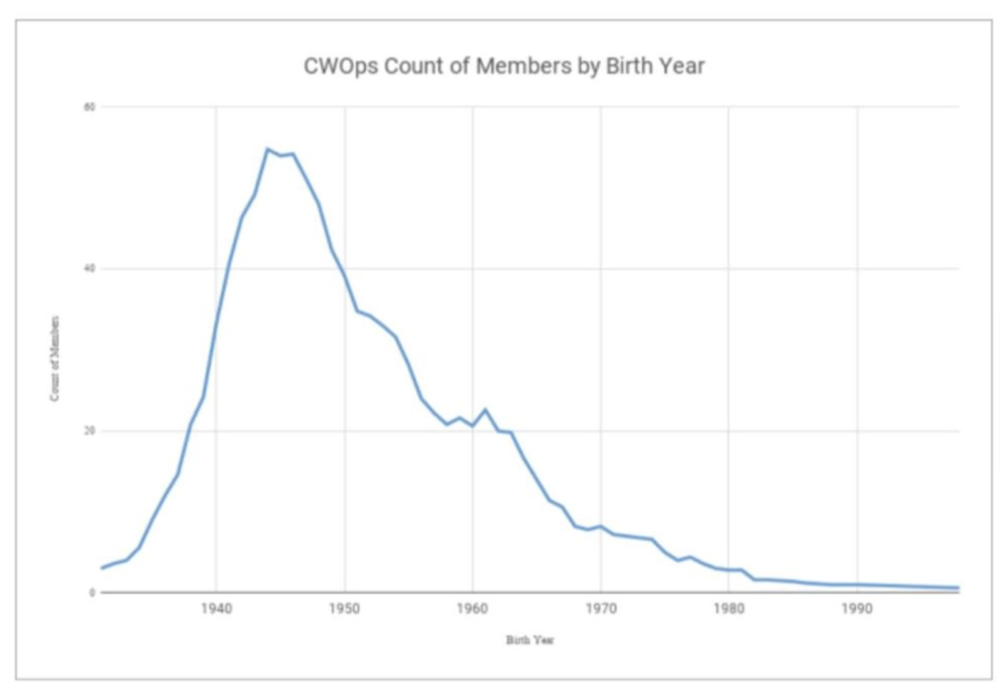 CWOps Count of Members by Birth Year
60
40
20
0
Count of Members
1940 1950 1960 1970 1980 1990
Birth Year